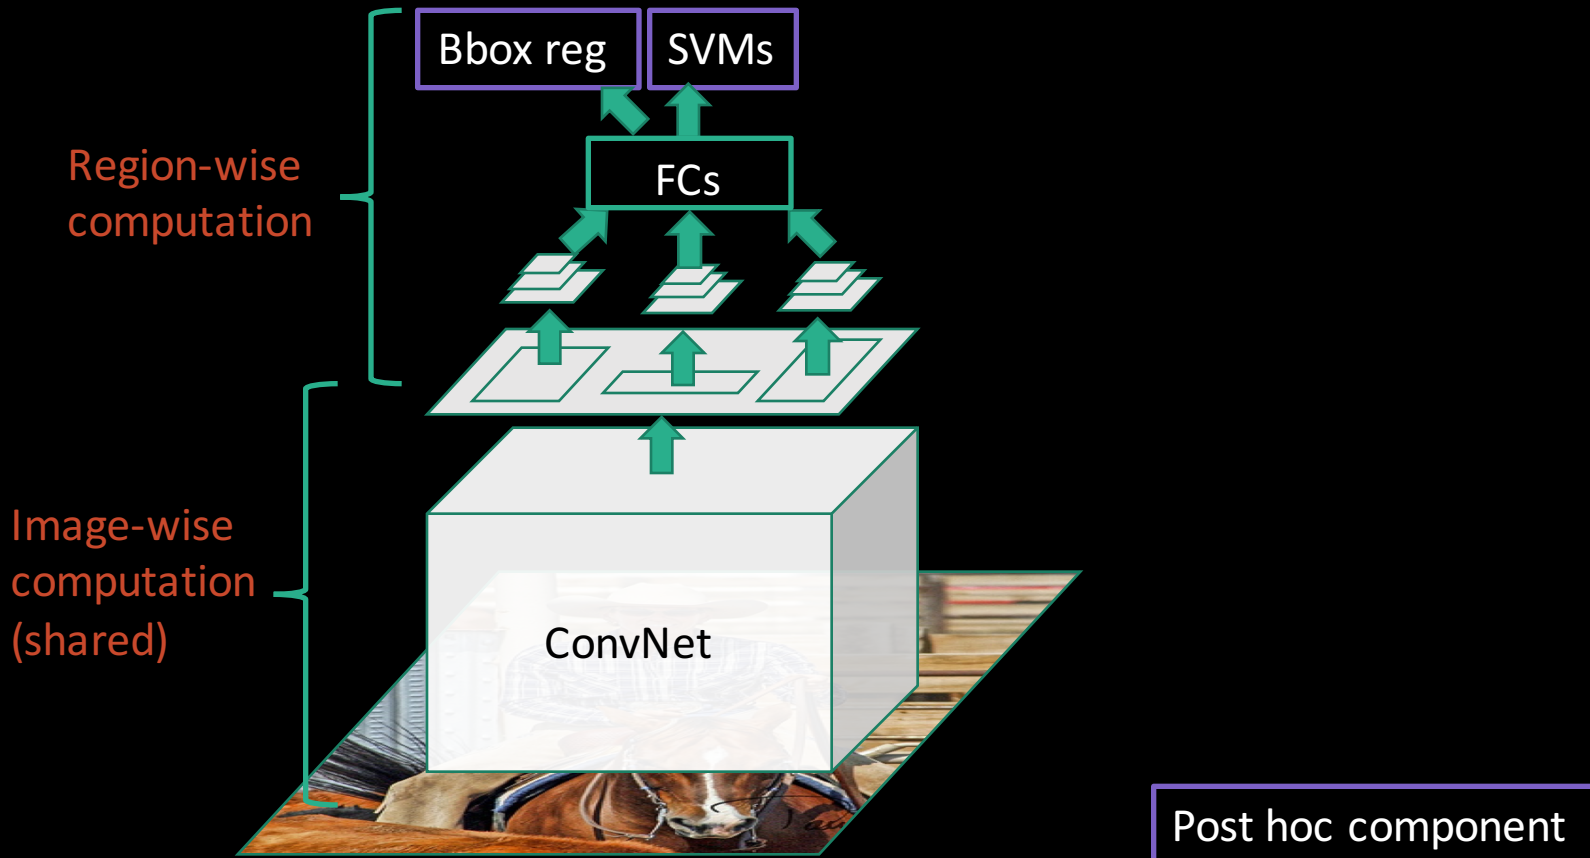 Bbox reg
SVMs
FCs
Region-wise
computation
Image-wise
computation
(shared)
ConvNet
Post hoc component